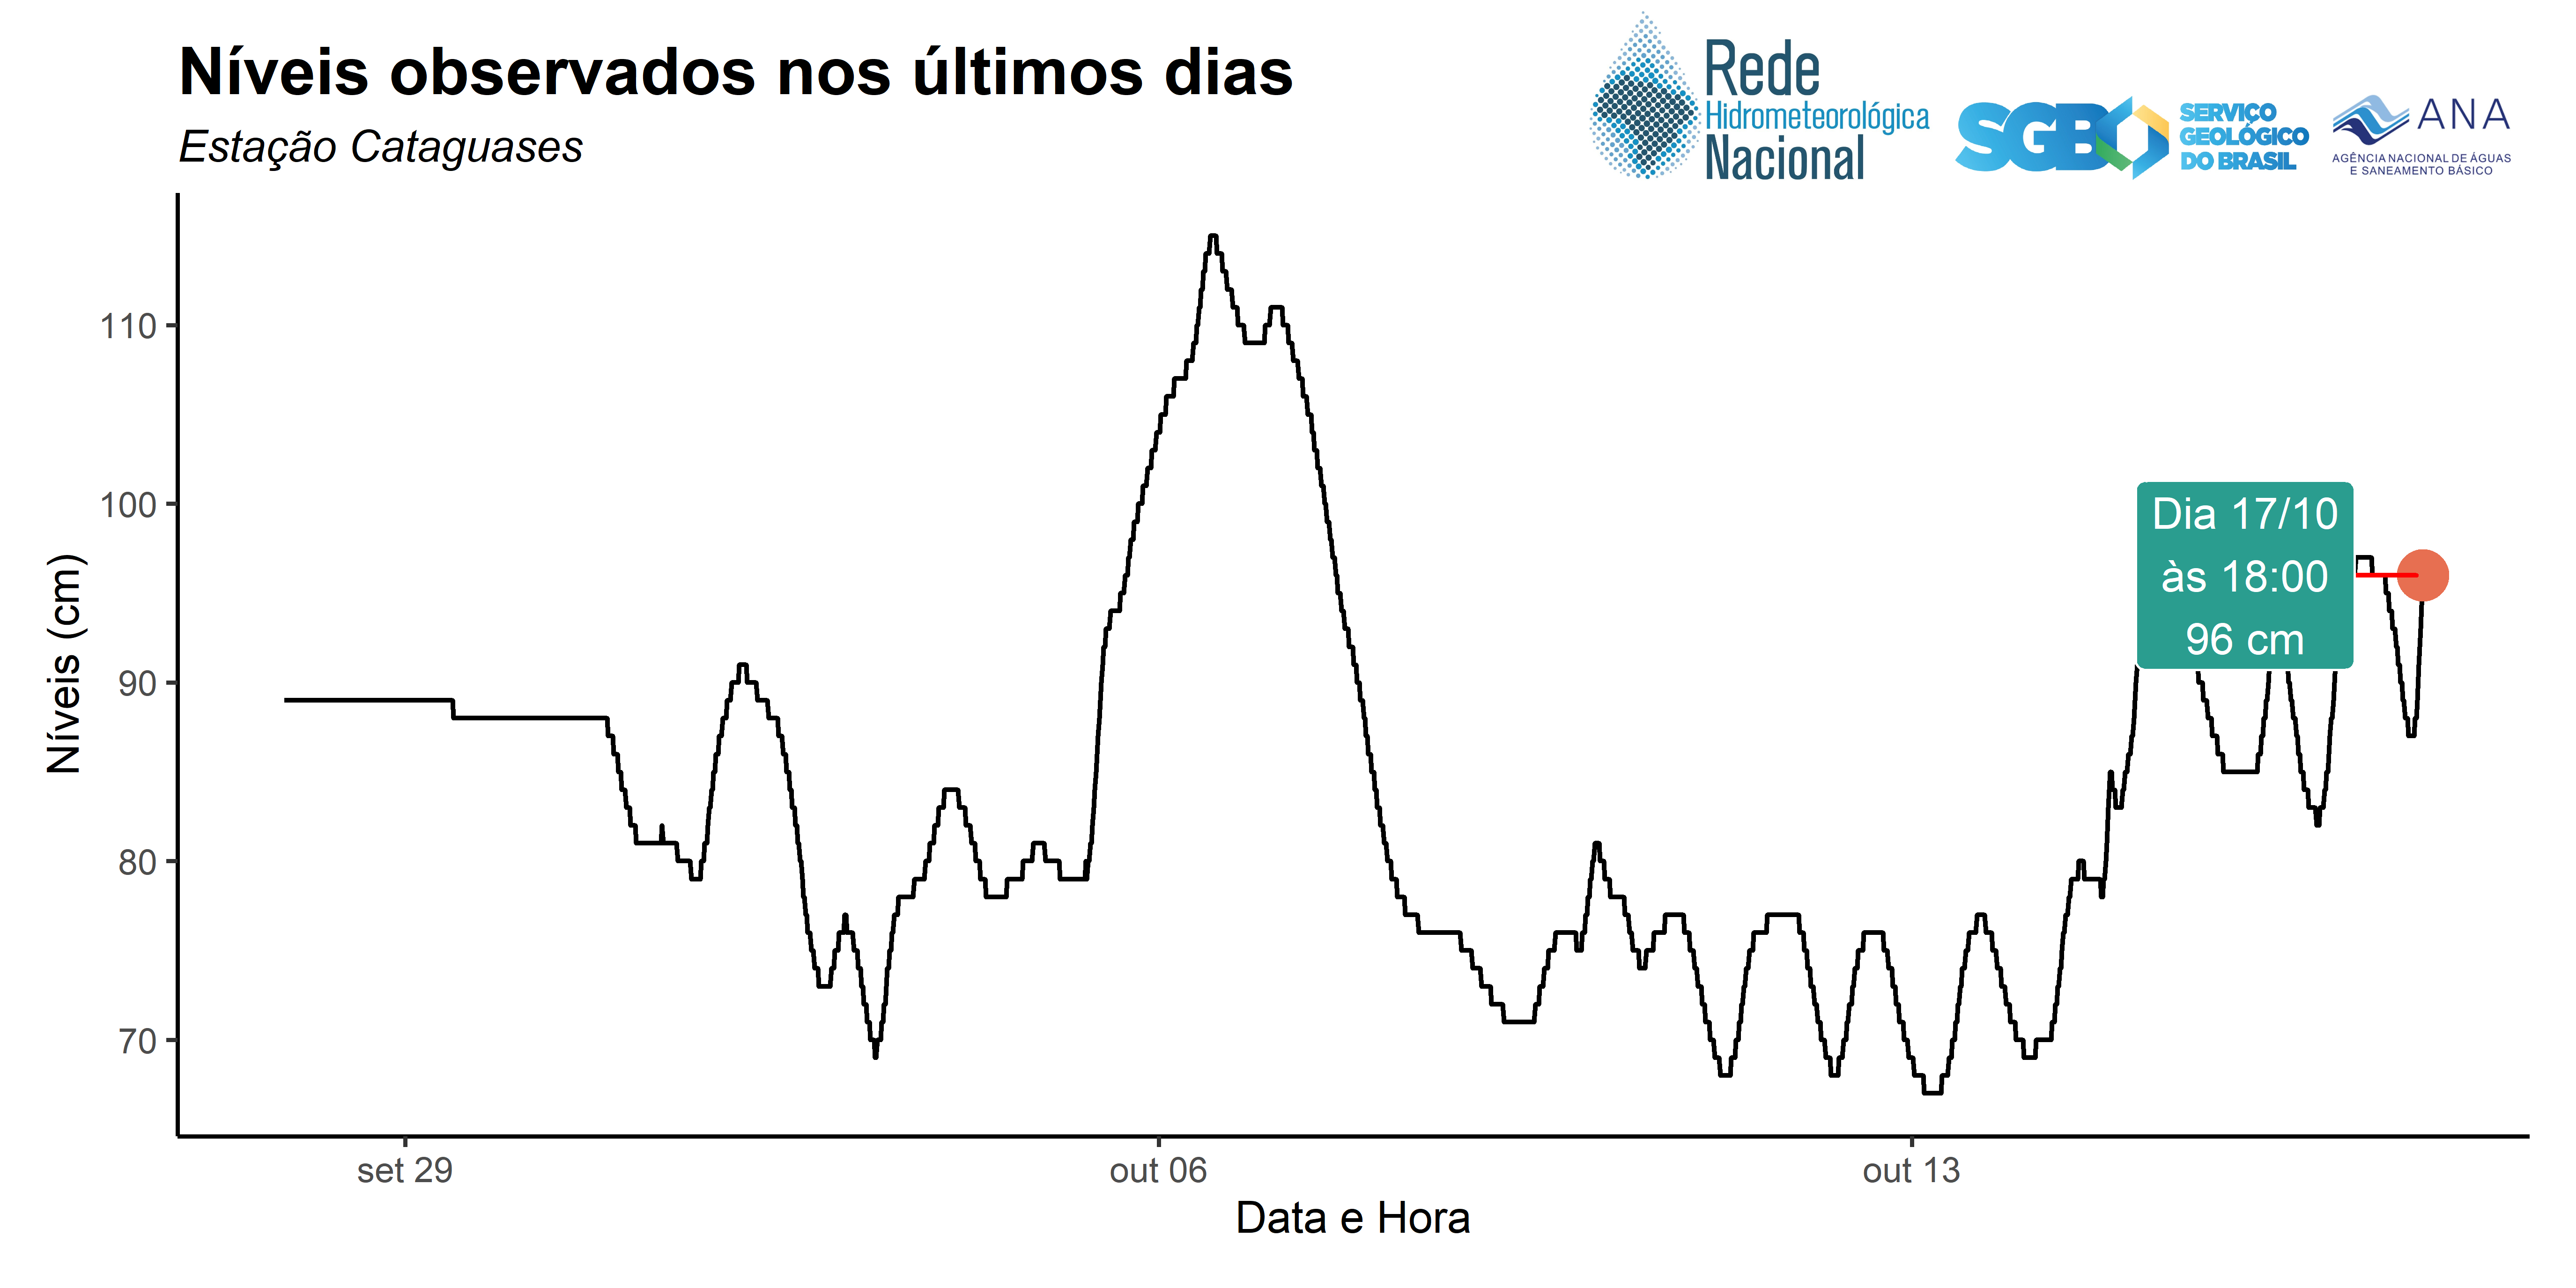 Níveis observados nos últimos dias
Estação Cataguases
Rede
Hidrometeorológica
Nacional
SGB
SERVIÇO
GEOLÓGICO
DO BRASIL
ANA
AGÊNCIA NACIONAL DE ÁGUAS
E SANEAMENTO BÁSICO
Níveis (cm)
110
100
90
80
70
Dia 17/10
às 18:00
96 cm
set 29
out 06
out 13
Data e Hora